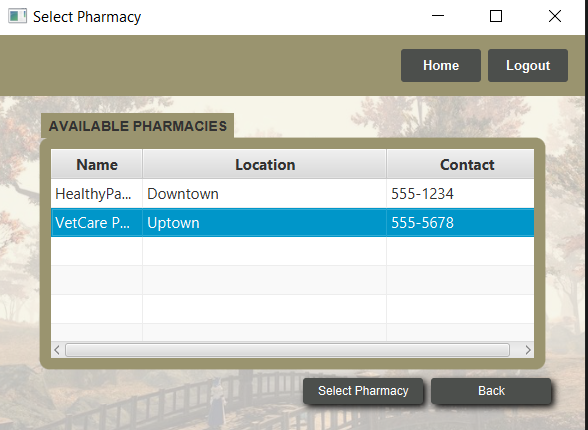 Select Pharmacy
Home Logout
AVAILABLE PHARMACIES
Name Location Contact
HealthyPa... Downtown 555-1234
VetCare P... Uptown 555-5678
Select Pharmacy Back